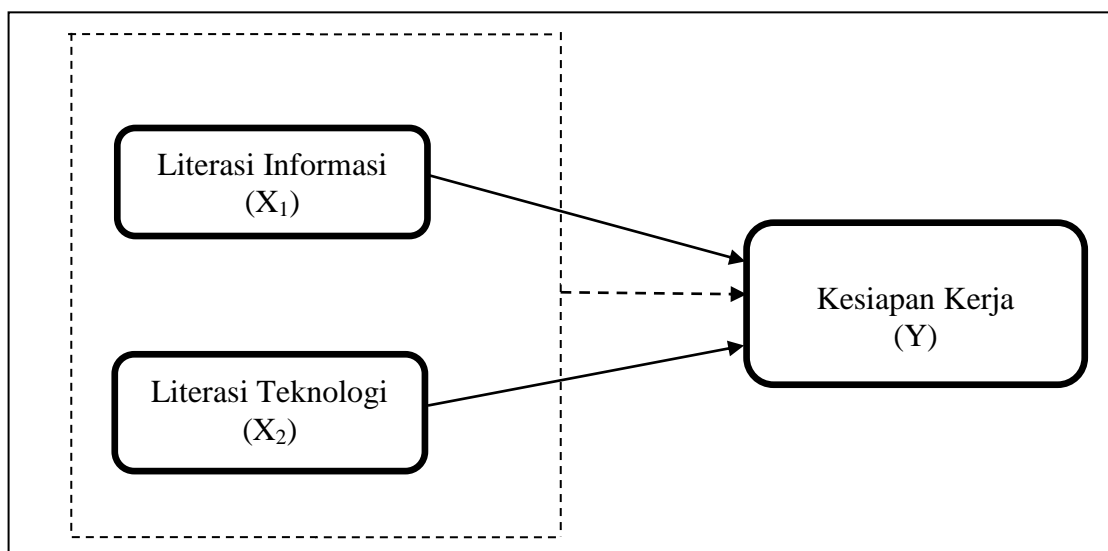 Literasi Informasi
(X₁)
Kesiapan Kerja
(Y)
Literasi Teknologi
(X₂)